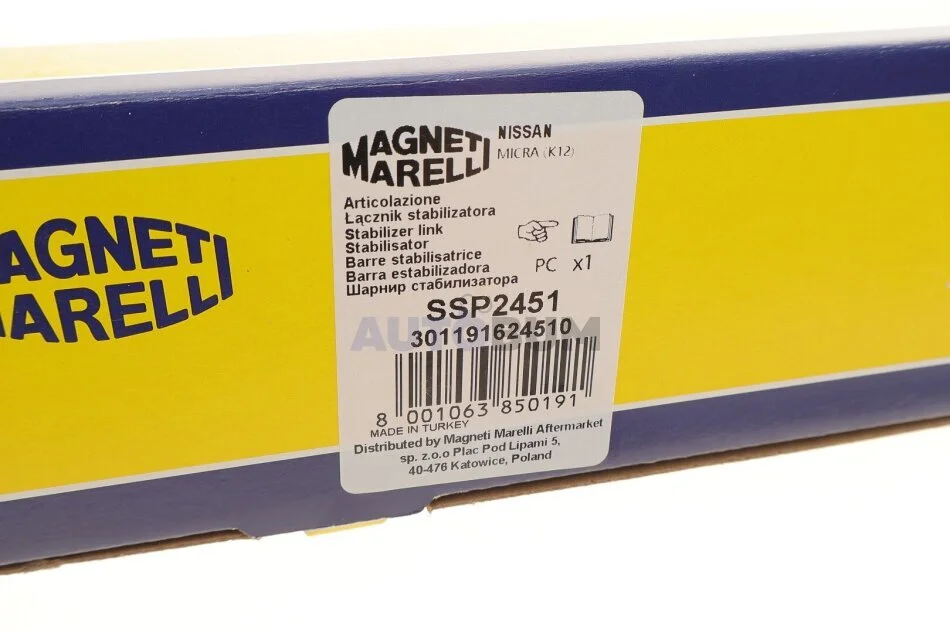 MAGNETI
MARELLI
MAGNETI
MARELLI
NISSAN
MICRA (K12)
Articolazione
Łącznik stabilizatora
Stabilizer link
Stabilisator
Barre stabilisatrice
Barra estabilizadora
Шарнир стабилизатора
PC x1
SSP2451
AUTOBUM
301191624510
8 001063 850191
MADE IN TURKEY
Distributed by Magneti Marelli Aftermarket
sp. z.o.o Plac Pod Lipami 5,
40-476 Katowice, Poland